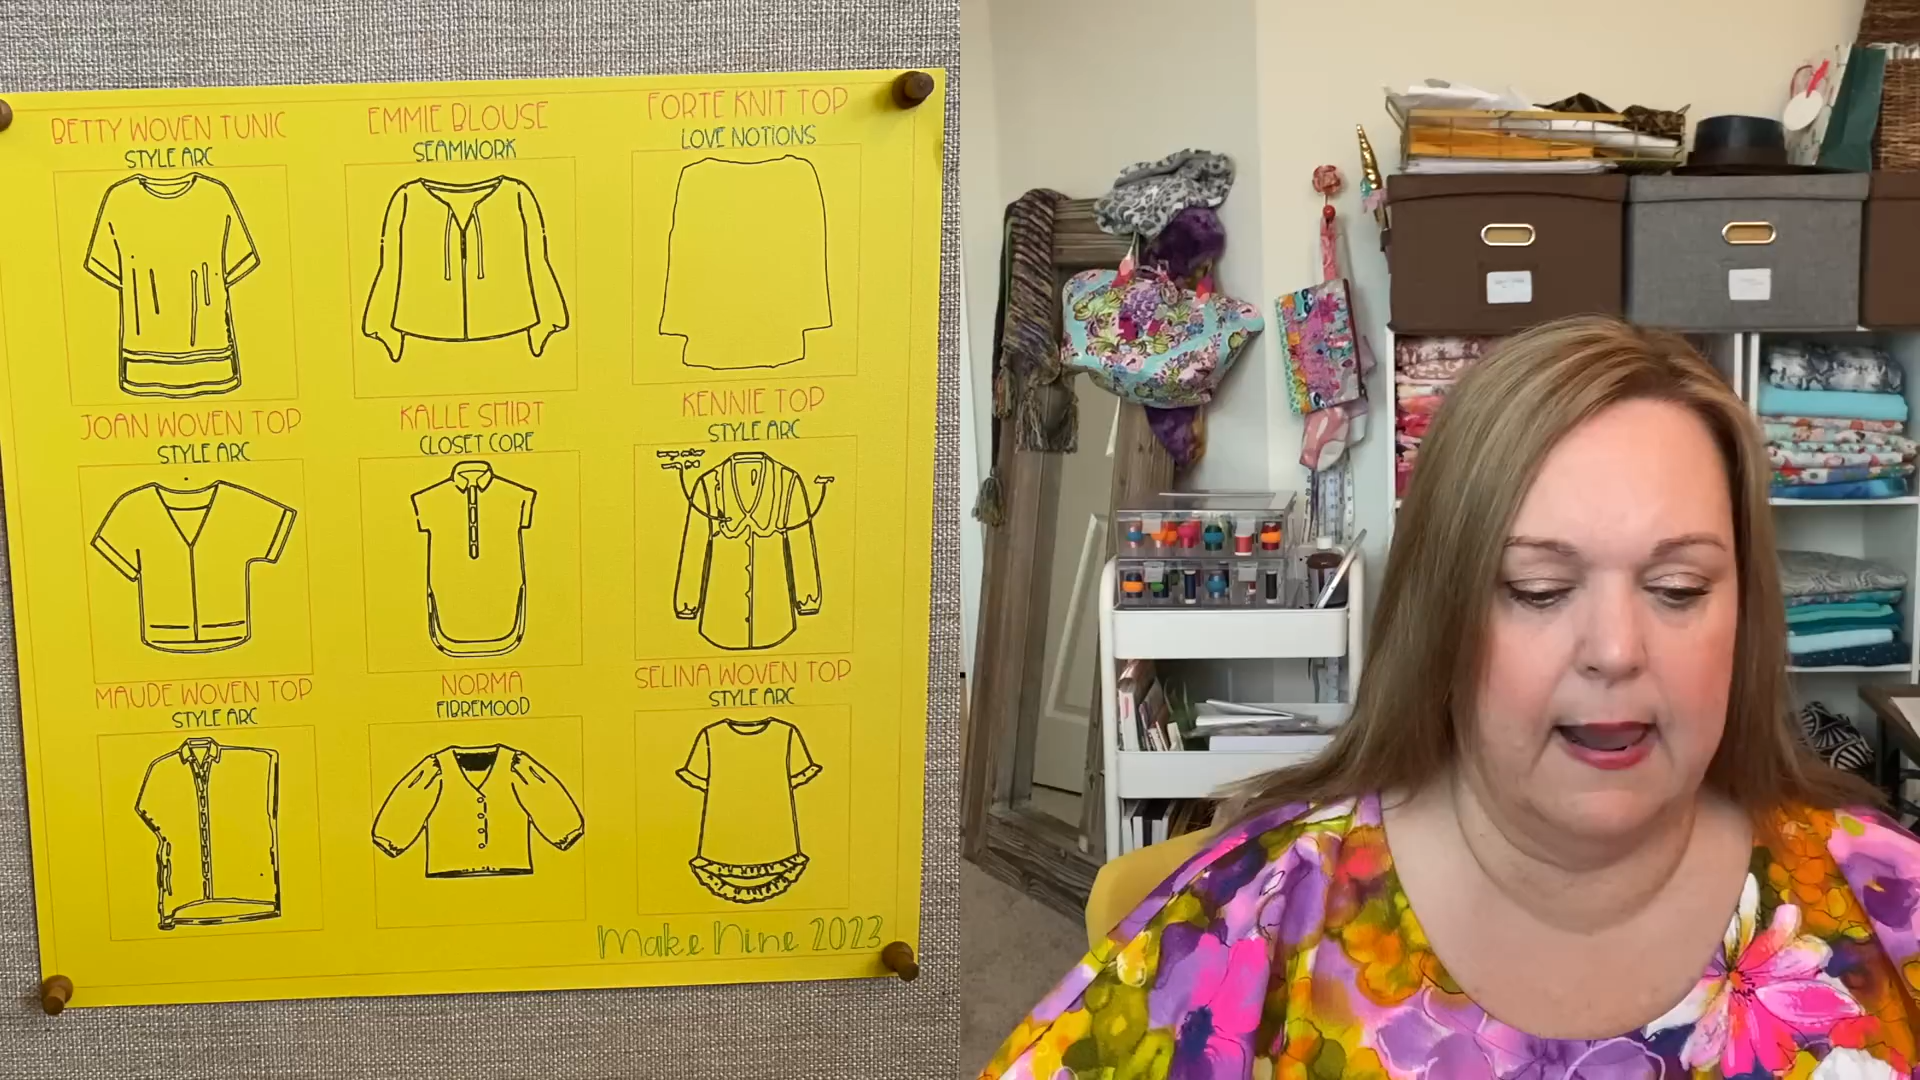 BETTY WOVEN TUNIC
STYLE ARC
EMMIE BLOUSE
SEAMWORK
FORTE KNIT TOP
LOVE NOTIONS
JOAN WOVEN TOP
STYLE ARC
KALLE SHIRT
CLOSET CORE
KENNIE TOP
STYLE ARC
MAUDE WOVEN TOP
STYLE ARC
NORMA
FIBREMOOD
SELINA WOVEN TOP
STYLE ARC
Make Nine 2023